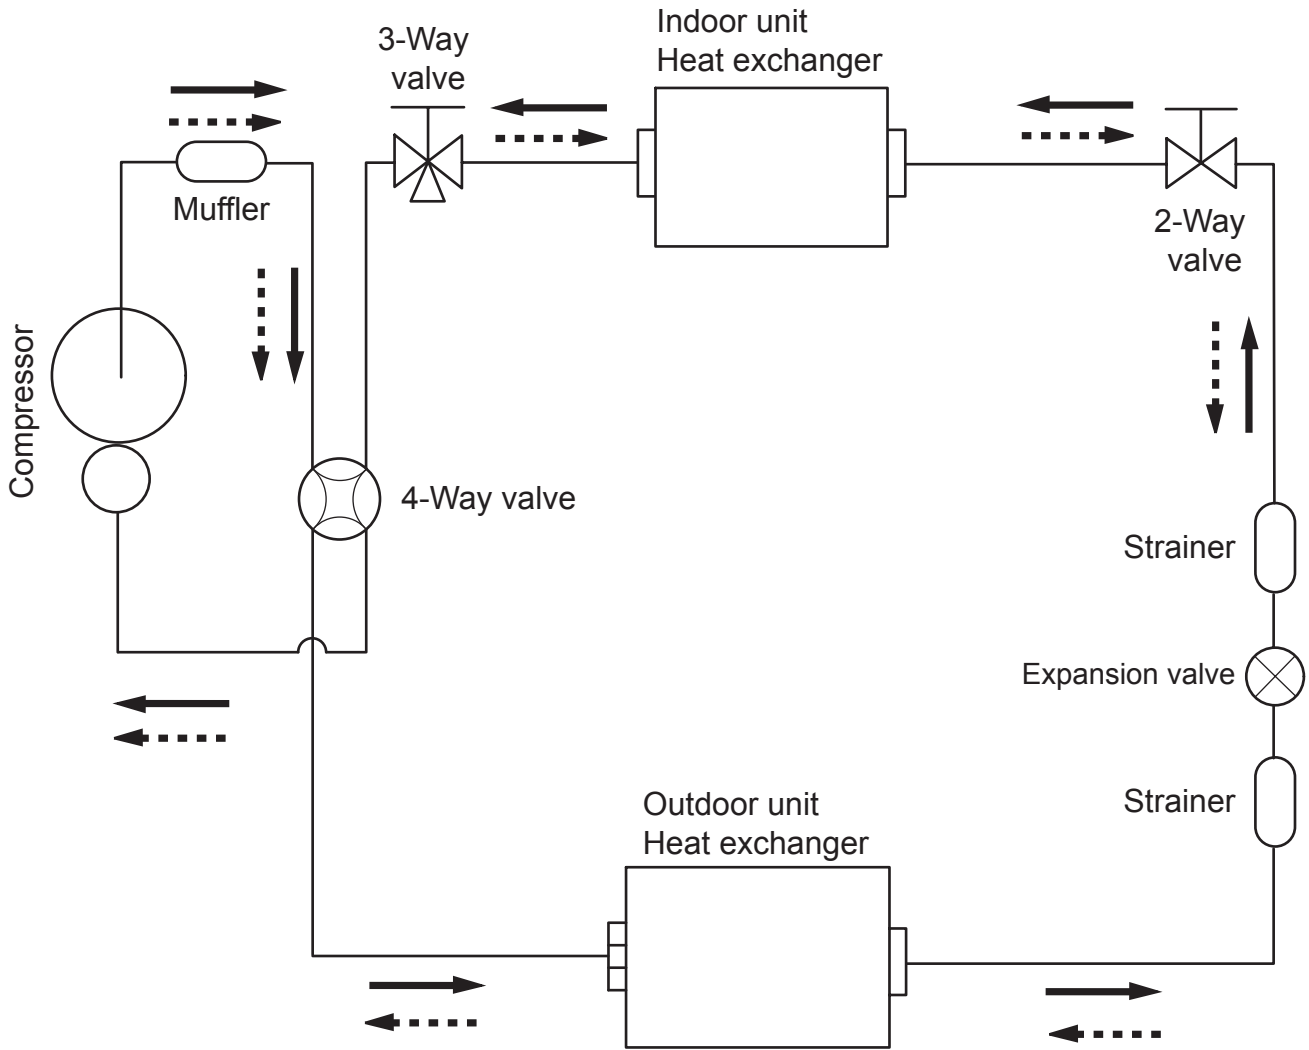 Indoor unit
Heat exchanger
3-Way
valve
Muffler
2-Way
valve
Compressor
4-Way valve
Strainer
Expansion valve
Strainer
Outdoor unit
Heat exchanger